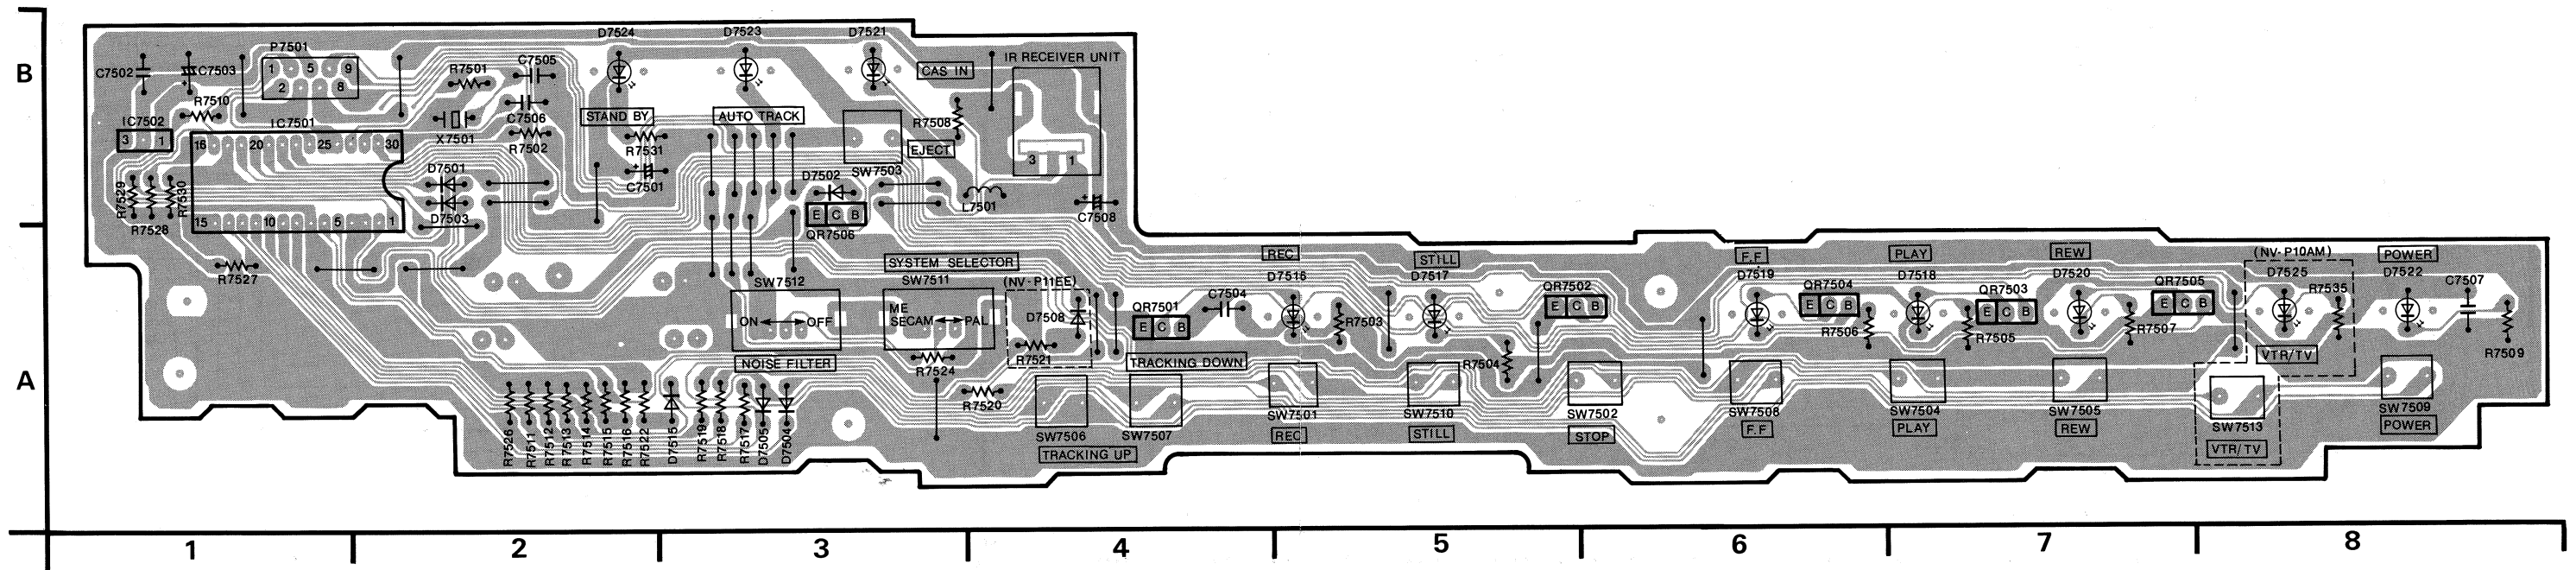 B
A
D7524
D7523
D7521
C7502
C7503
P7501
1 5 9
2 8
R7501
C7505
CAS IN
IR RECEIVER UNIT
R7510
C7506
STAND BY
AUTO TRACK
R7508
IC7502
3 1
IC7501
16 20 25 30
X7501
R7502
R7531
EJECT
3 1
D7501
C7501
D7502
SW7503
R7529
R7530
L7501
15 10 5 1
D7503
E C B
C7508
R7528
QR7506
R7527
SYSTEM SELECTOR
SW7512
SW7511
(NV-P11EE)
REC
STILL
F.F
PLAY
REW
(NV-P10AM)
POWER
D7516
D7517
D7519
D7518
D7520
D7525
D7522
C7507
QR7501
C7504
QR7502
QR7504
QR7503
QR7505
R7535
ON OFF
ME
SECAM PAL
D7508
E C B
R7503
E C B
E C B
R7506
E C B
R7505
E C B
R7507
NOISE FILTER
R7524
R7521
TRACKING DOWN
R7504
VTR/TV
R7509
R7520
SW7506
SW7507
SW7501
SW7510
SW7502
SW7508
SW7504
SW7505
SW7513
SW7509
TRACKING UP
REC
STILL
STOP
F.F
PLAY
REW
VTR/TV
POWER
R7526
R7511
R7512
R7513
R7514
R7515
R7516
R7522
D7515
R7519
R7518
R7517
D7505
D7504
1 2 3 4 5 6 7 8